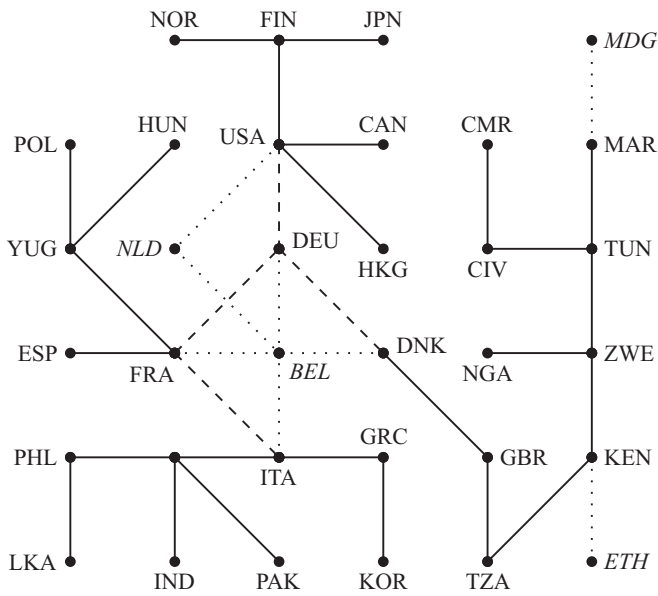 NOR FIN JPN MDG
POL HUN USA CAN CMR MAR
YUG NLD DEU HKG CIV TUN
ESP FRA BEL DNK NGA ZWE
PHL ITA GRC GBR KEN
LKA IND PAK KOR TZA ETH